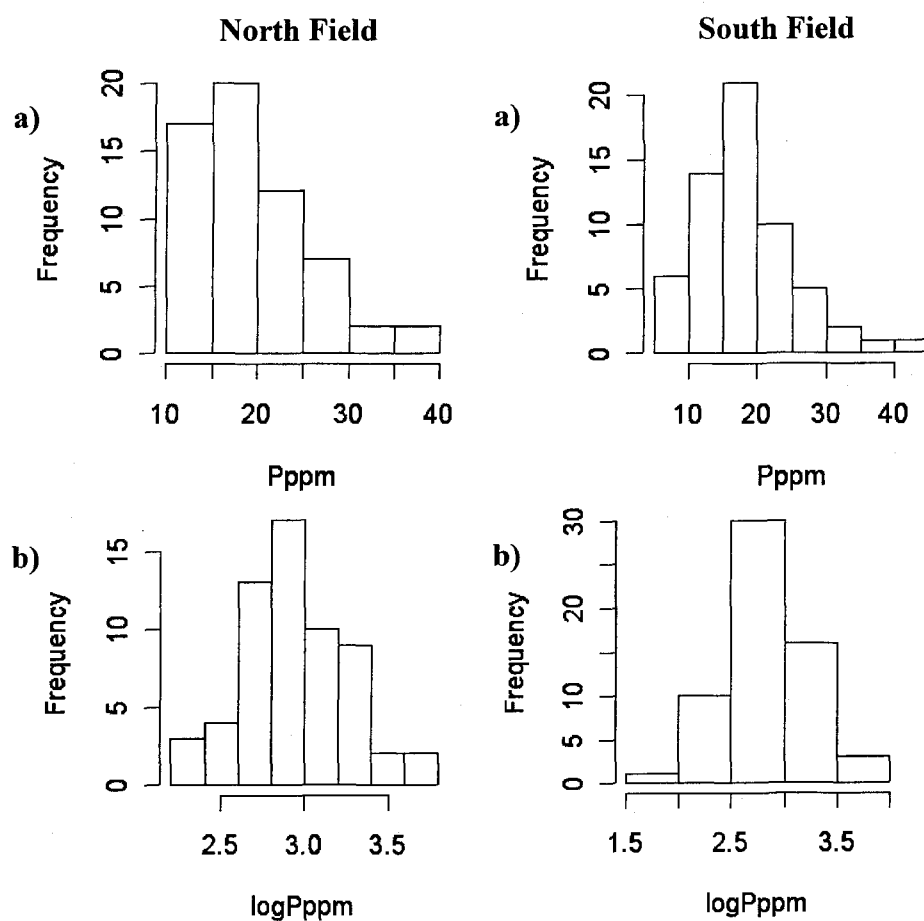 North Field
South Field
a)
Frequency
0 5 10 15 20
10 20 30 40
Pppm
a)
Frequency
0 5 10 15 20
10 20 30 40
Pppm
b)
Frequency
0 5 10 15
2.5 3.0 3.5
logPppm
b)
Frequency
0 5 10 20 30
1.5 2.5 3.5
logPppm